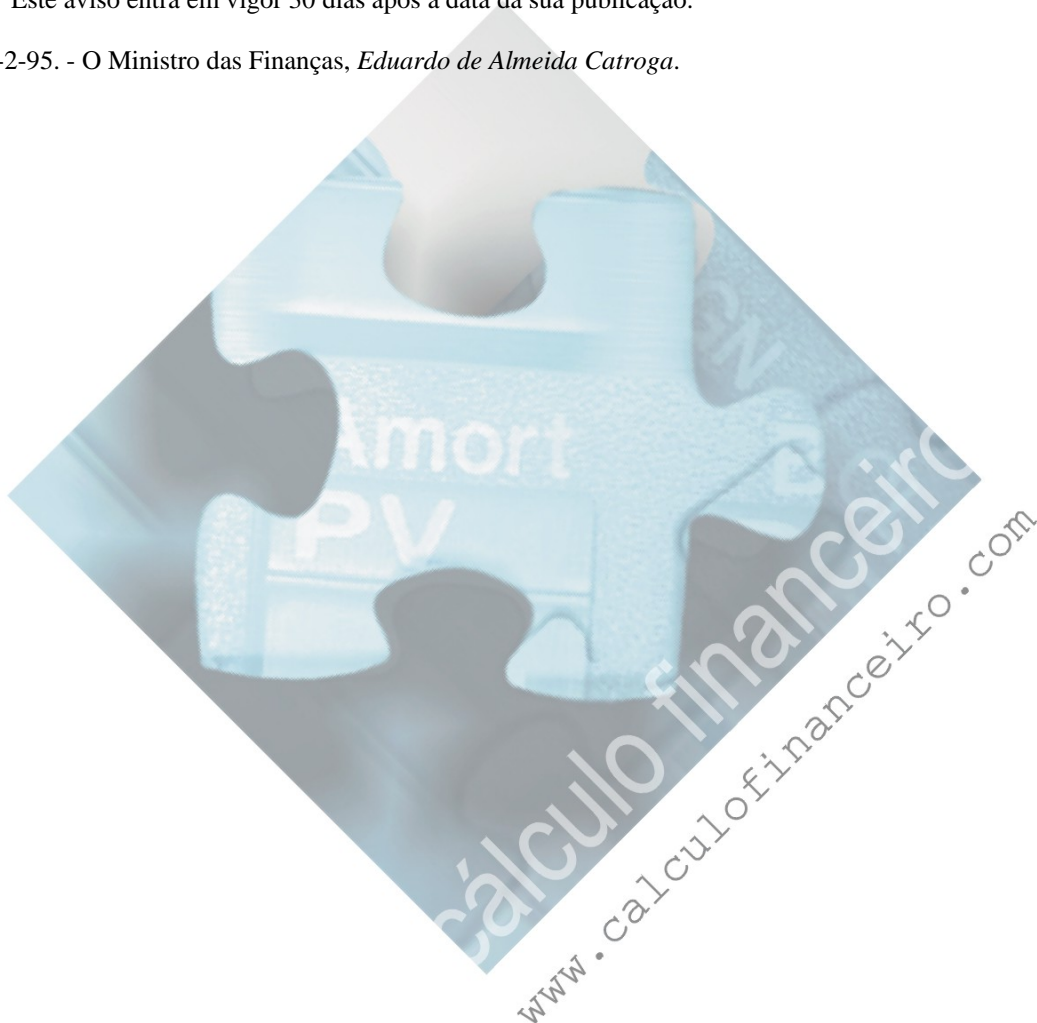 Este aviso entra em vigor 30 dias após a data da sua publicação.
-2-95. - O Ministro das Finanças, Eduardo de Almeida Catroga.
Amort
PV
cálculo financeiro
www.calculofinanceiro.com